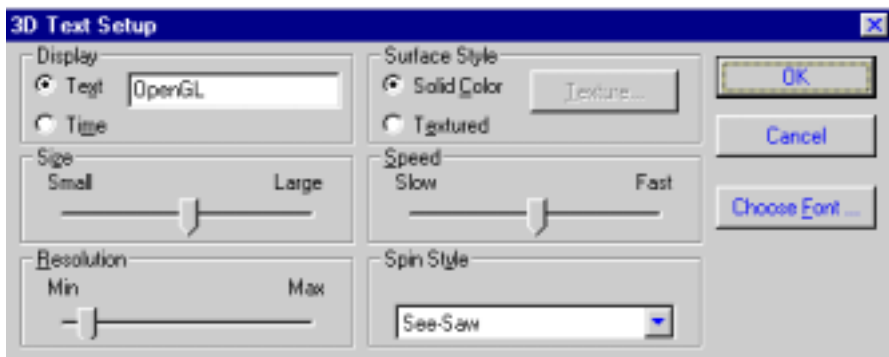 3D Text Setup
Display
Text
OpenGL
Time
Surface Style
Solid Color
Texture...
Textured
OK
Cancel
Choose Font ...
Size
Small
Large
Speed
Slow
Fast
Resolution
Min
Max
Spin Style
See-Saw